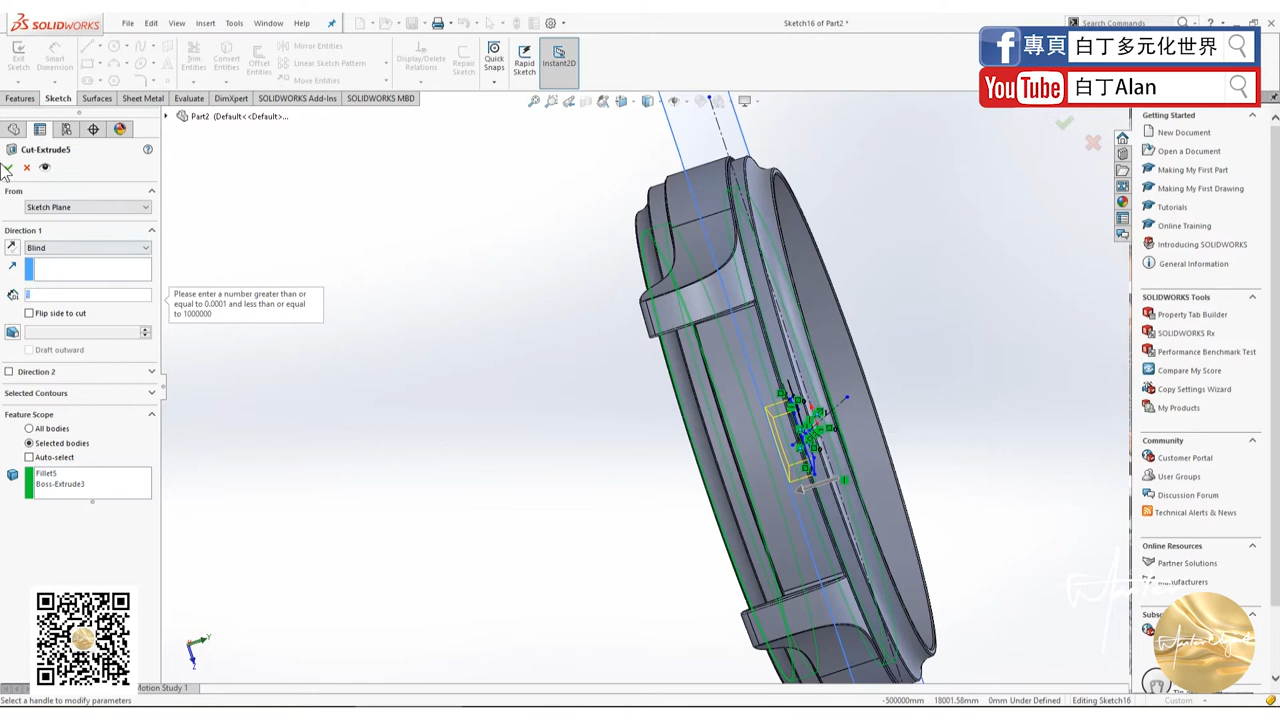 SOLIDWORKS
File
Edit
View
Insert
Tools
Window
Help
Sketch16 of Part2 *
Search Commands
Exit Sketch
Smart Dimension
Trim Entities
Convert Entities
Offset Entities
Mirror Entities
Linear Sketch Pattern
Move Entities
Display/Delete Relations
Repair Sketch
Quick Snaps
Rapid Sketch
Instant2D
f 專頁 白丁多元化世界
YouTube 白丁Alan
Features
Sketch
Surfaces
Sheet Metal
Evaluate
DimXpert
SOLIDWORKS Add-Ins
SOLIDWORKS MBD
Part2 (Default<<Default>...
Cut-Extrude5
From
Sketch Plane
Direction 1
Blind
Please enter a number greater than or
equal to 0.0001 and less than or equal
to 1000000
Flip side to cut
Draft outward
Direction 2
Selected Contours
Feature Scope
All bodies
Selected bodies
Auto-select
Fillet5
Boss-Extrude3
Getting Started
New Document
Open a Document
Making My First Part
Making My First Drawing
Tutorials
Online Training
Introducing SOLIDWORKS
General Information
SOLIDWORKS Tools
Property Tab Builder
SOLIDWORKS Rx
Performance Benchmark Test
Compare My Score
Copy Settings Wizard
My Products
Community
Customer Portal
User Groups
Discussion Forum
Technical Alerts & News
Online Resources
Partner Solutions
Manufacturers
Motion Study 1
Select a handle to modify parameters
-500000mm
18001.58mm
0mm Under Defined
Editing Sketch16
Custom